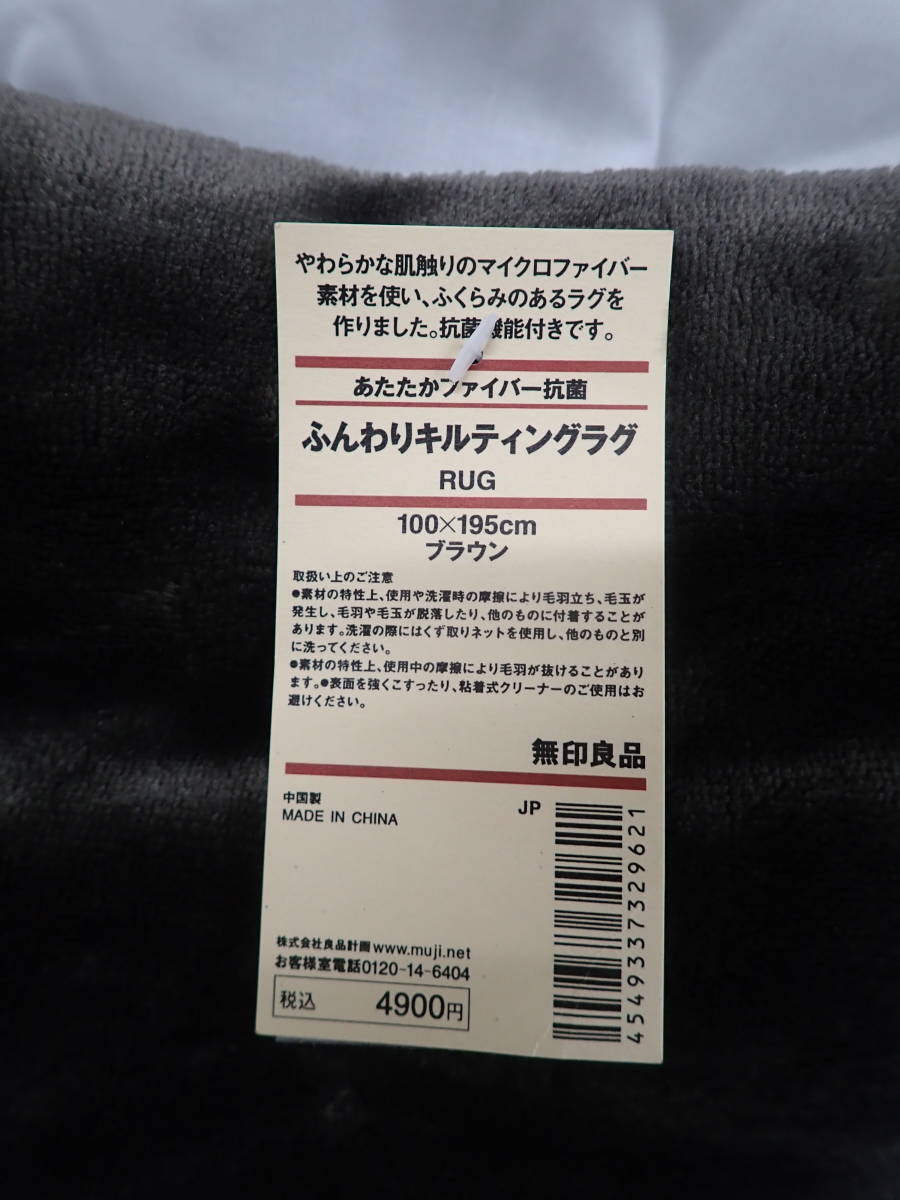 やわらかな肌触りのマイクロファイバー
素材を使い、ふくらみのあるラグを
作りました。抗菌機能付きです。
あたたかファイバー抗菌
ふんわりキルティングラグ
RUG
100×195cm
ブラウン
取扱い上のご注意
●素材の特性上、使用や洗濯時の摩擦により毛羽立ち、毛玉が
発生し、毛羽や毛玉が脱落したり、他のものに付着することが
あります。洗濯の際にはくず取りネットを使用し、他のものと別
に洗ってください。
●素材の特性上、使用中の摩擦により毛羽が抜けることがあり
ます。●表面を強くこすったり、粘着式クリーナーのご使用はお
避けください。
無印良品
中国製
MADE IN CHINA
JP
4549337329621
株式会社良品計画 www.muji.net
お客様室電話0120-14-6404
税込 4900円